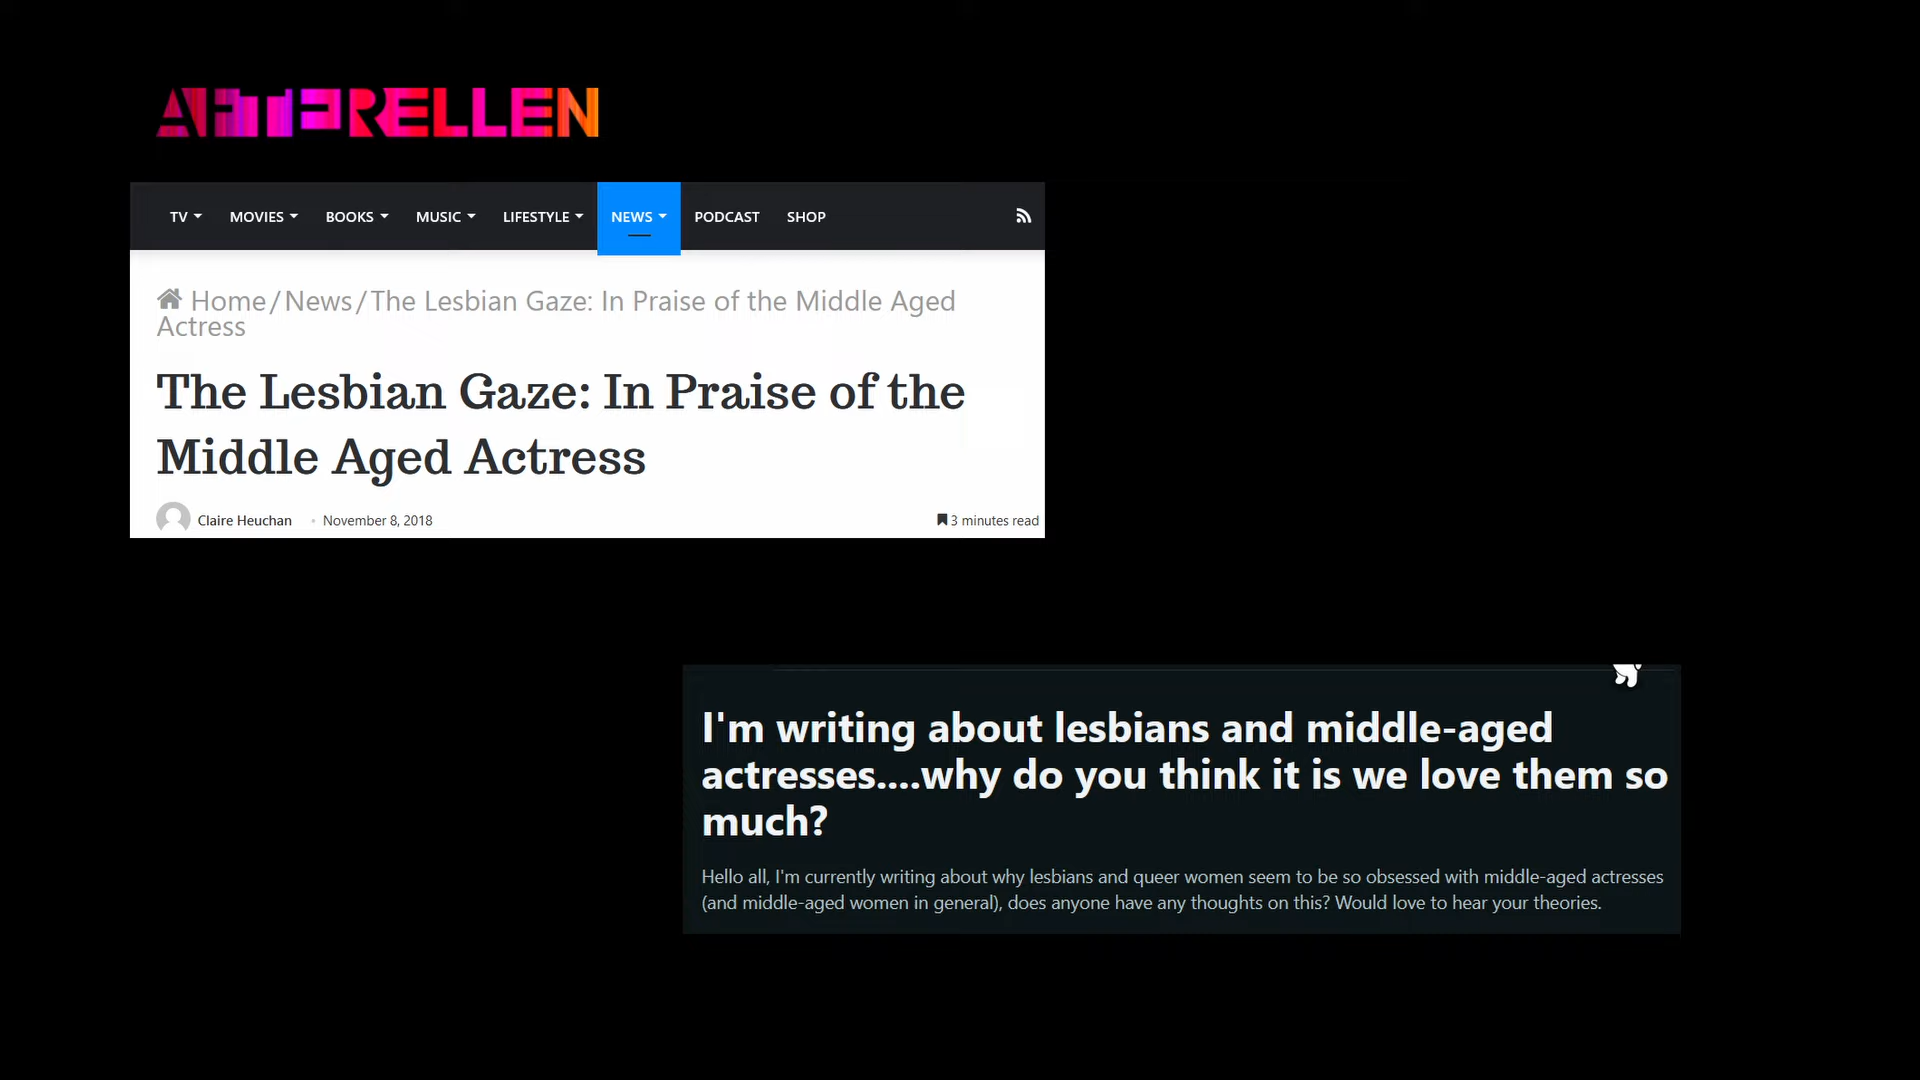 AFTERELLEN
TV MOVIES BOOKS MUSIC LIFESTYLE NEWS PODCAST SHOP
Home/News/The Lesbian Gaze: In Praise of the Middle Aged
Actress
The Lesbian Gaze: In Praise of the
Middle Aged Actress
Claire Heuchan • November 8, 2018 3 minutes read
I'm writing about lesbians and middle-aged
actresses....why do you think it is we love them so
much?
Hello all, I'm currently writing about why lesbians and queer women seem to be so obsessed with middle-aged actresses
(and middle-aged women in general), does anyone have any thoughts on this? Would love to hear your theories.